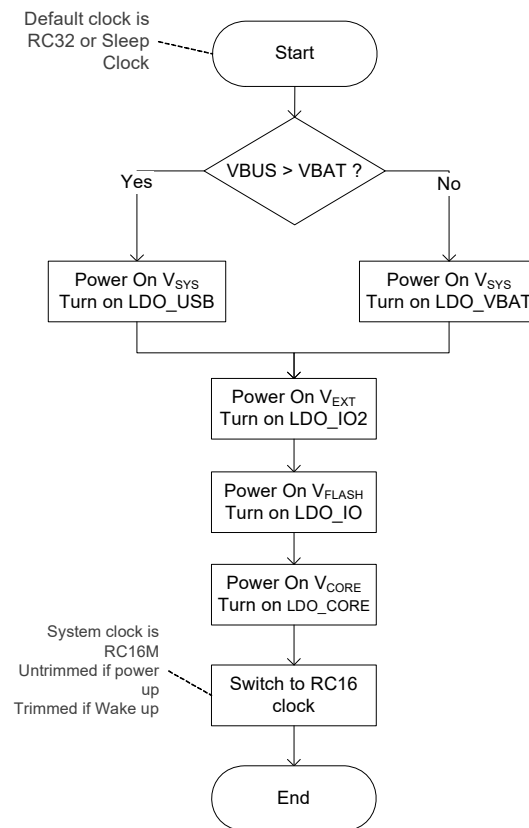 Default clock is
RC32 or Sleep
Clock
Start
VBUS > VBAT ?
Yes
No
Power On VSYS
Turn on LDO_USB
Power On VSYS
Turn on LDO_VBAT
Power On VEXT
Turn on LDO_IO2
Power On VFLASH
Turn on LDO_IO
Power On VCORE
Turn on LDO_CORE
System clock is
RC16M
Untrimmed if power
up
Trimmed if Wake up
Switch to RC16
clock
End